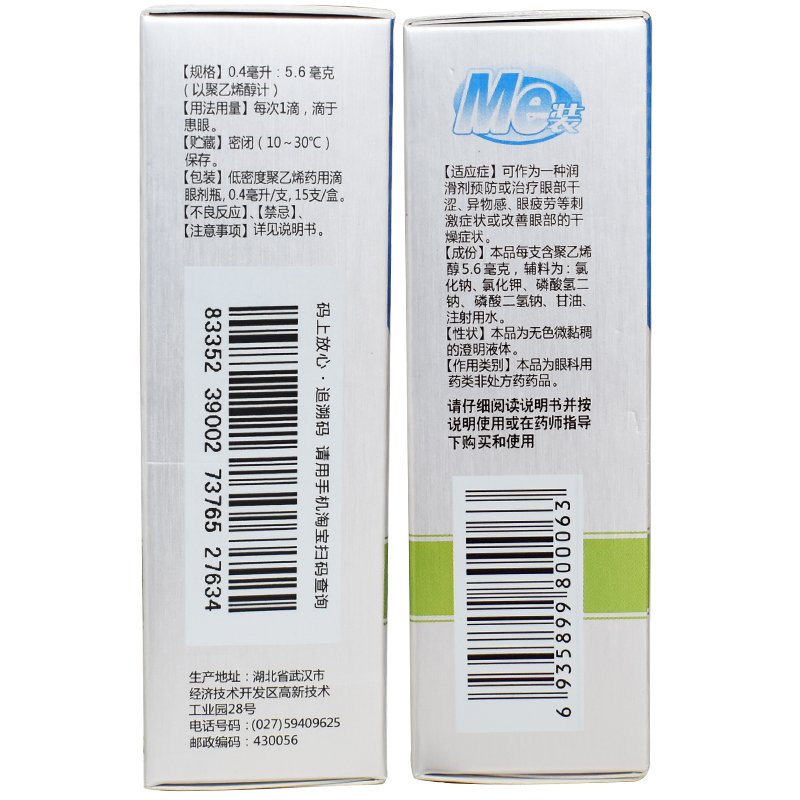 【规格】0.4毫升：5.6毫克
（以聚乙烯醇计）
【用法用量】每次1滴，滴于
患眼。
【贮藏】密闭（10～30℃）
保存。
【包装】低密度聚乙烯药用滴
眼剂瓶，0.4毫升/支，15支/盒。
【不良反应】、【禁忌】、
【注意事项】详见说明书。
码上放心·追溯码 请用手机淘宝扫码查询
83352 39002 73765 27634
生产地址：湖北省武汉市
经济技术开发区高新技术
工业园28号
电话号码：(027)59409625
邮政编码：430056
Me装
【适应症】可作为一种润
滑剂预防或治疗眼部干
涩、异物感、眼疲劳等刺
激症状或改善眼部的干
燥症状。
【成份】本品每支含聚乙烯
醇5.6毫克，辅料为：氯
化钠、氯化钾、磷酸氢二
钠、磷酸二氢钠、甘油、
注射用水。
【性状】本品为无色微黏稠
的澄明液体。
【作用类别】本品为眼科用
药类非处方药药品。
请仔细阅读说明书并按
说明使用或在药师指导
下购买和使用
6 935899 800063